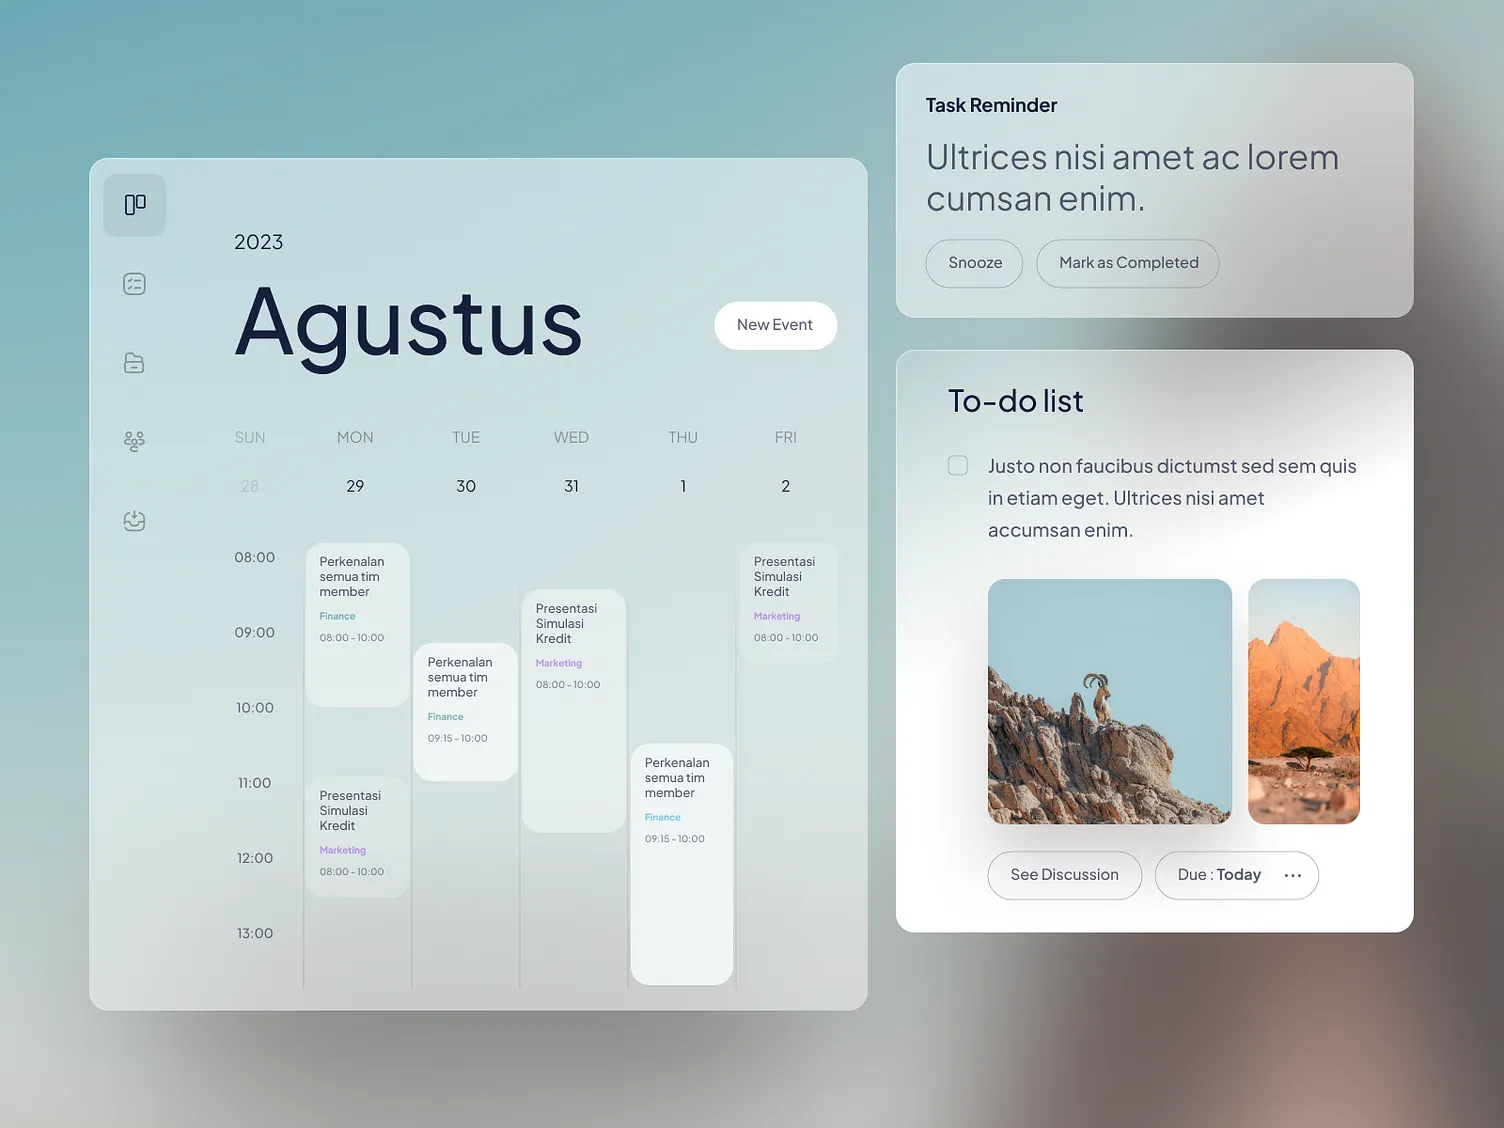 2023
Agustus
New Event
SUN MON TUE WED THU FRI
28 29 30 31 1 2
08:00
09:00
10:00
11:00
12:00
13:00
Perkenalan
semua tim
member
Finance
08:00 - 10:00
Presentasi
Simulasi
Kredit
Marketing
08:00 - 10:00
Perkenalan
semua tim
member
Finance
09:15 - 10:00
Presentasi
Simulasi
Kredit
Marketing
08:00 - 10:00
Perkenalan
semua tim
member
Finance
09:15 - 10:00
Presentasi
Simulasi
Kredit
Marketing
08:00 - 10:00
Task Reminder
Ultrices nisi amet ac lorem
cumsan enim.
Snooze
Mark as Completed
To-do list
Justo non faucibus dictumst sed sem quis
in etiam eget. Ultrices nisi amet
accumsan enim.
See Discussion
Due : Today ...